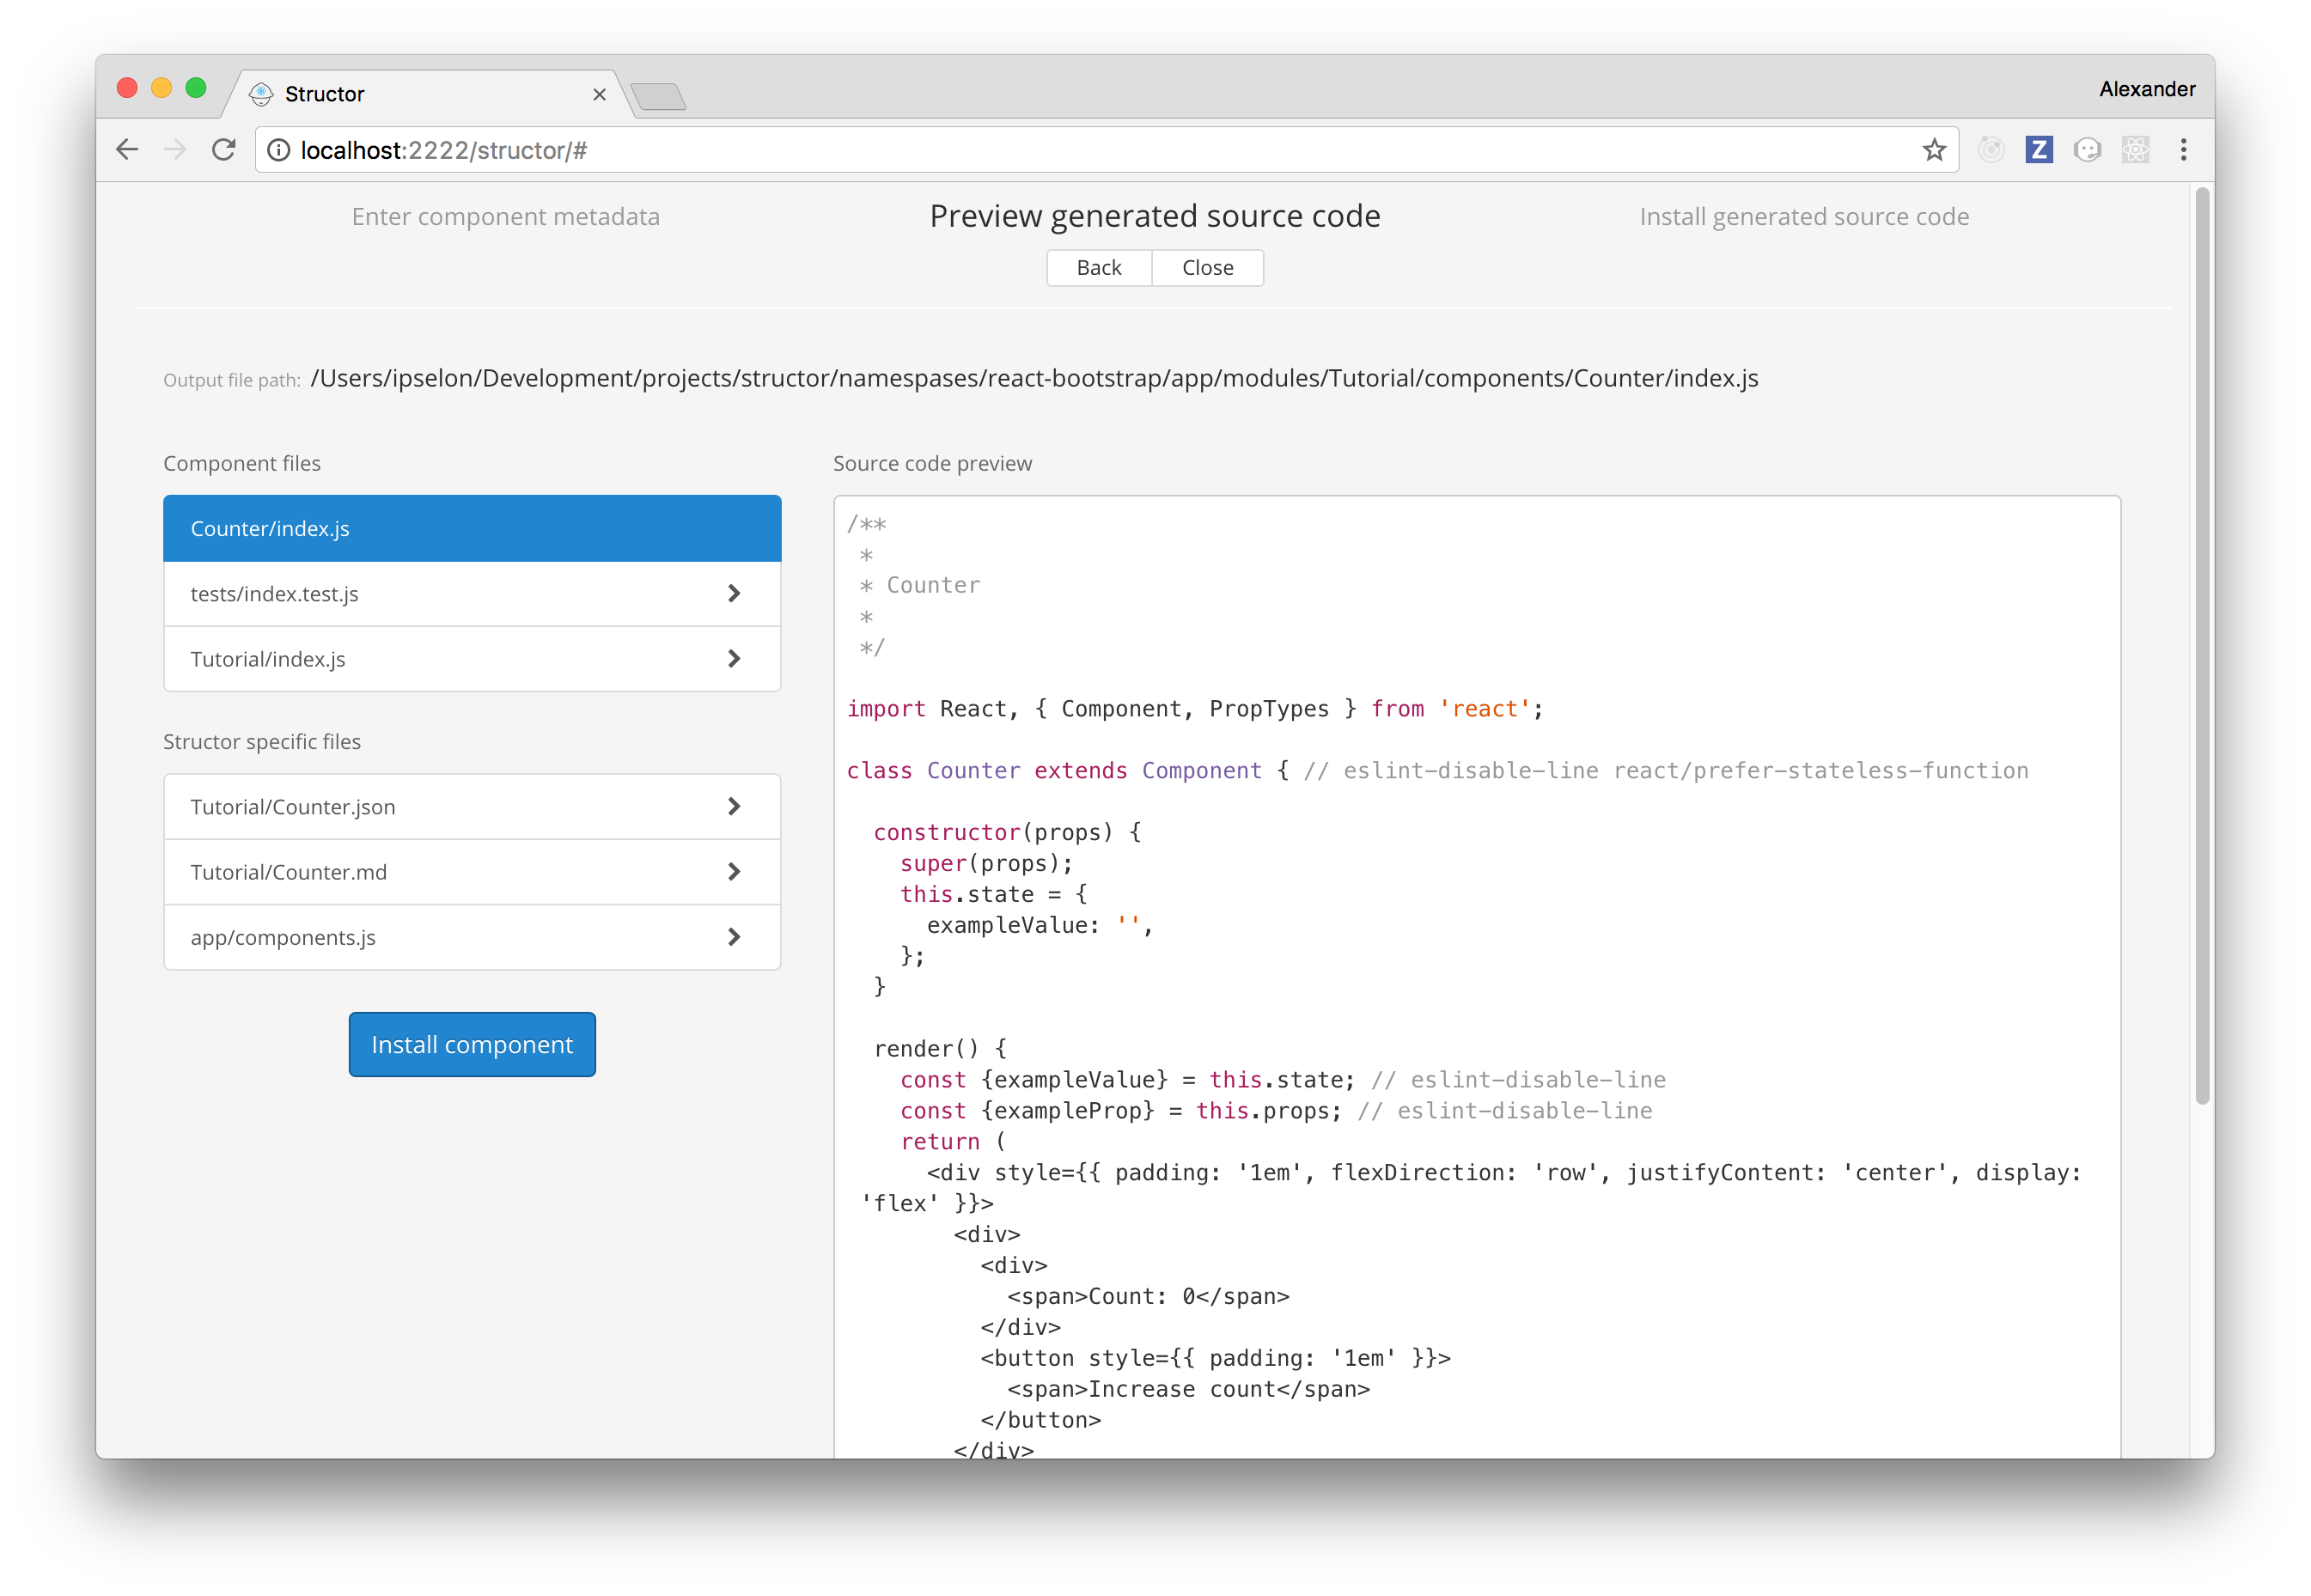 Structor
Alexander
localhost:2222/structor/#
Z
Enter component metadata
Preview generated source code
Install generated source code
Back
Close
Output file path: /Users/ipselon/Development/projects/structor/namespases/react-bootstrap/app/modules/Tutorial/components/Counter/index.js
Component files
Counter/index.js
tests/index.test.js
Tutorial/index.js
Structor specific files
Tutorial/Counter.json
Tutorial/Counter.md
app/components.js
Install component
Source code preview
/**
 *
 * Counter
 *
 */
import React, { Component, PropTypes } from 'react';
class Counter extends Component { // eslint-disable-line react/prefer-stateless-function
  constructor(props) {
    super(props);
    this.state = {
      exampleValue: '',
    };
  }
  render() {
    const {exampleValue} = this.state; // eslint-disable-line
    const {exampleProp} = this.props; // eslint-disable-line
    return (
      <div style={{ padding: '1em', flexDirection: 'row', justifyContent: 'center', display:
 'flex' }}>
        <div>
          <div>
            <span>Count: 0</span>
          </div>
          <button style={{ padding: '1em' }}>
            <span>Increase count</span>
          </button>
        </div>